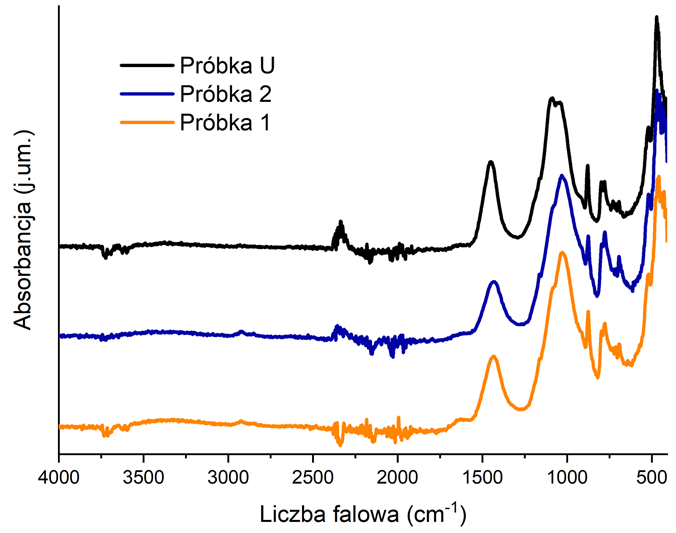 Próbka U
Próbka 2
Próbka 1
Absorbancja (j.um.)
4000 3500 3000 2500 2000 1500 1000 500
Liczba falowa (cm⁻¹)